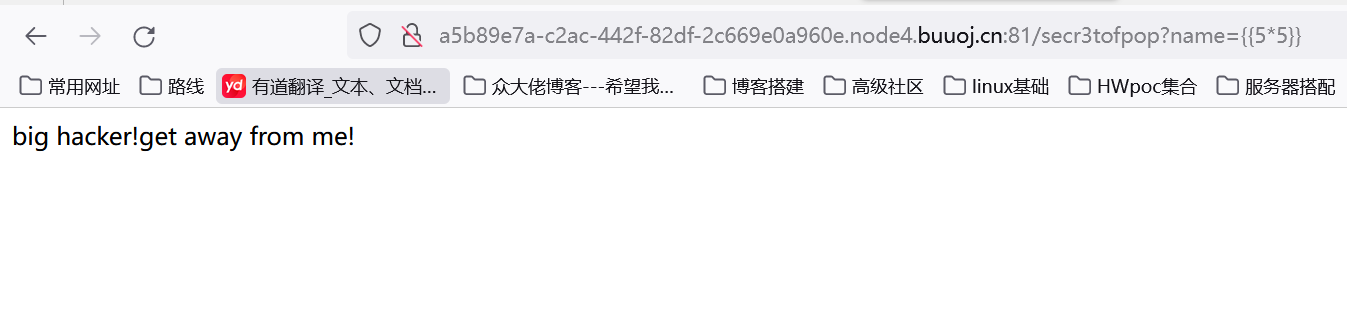 a5b89e7a-c2ac-442f-82df-2c669e0a960e.node4.buuoj.cn:81/secr3tofpop?name={{5*5}}
常用网址 路线 yd 有道翻译_文本、文档... 众大佬博客---希望我... 博客搭建 高级社区 linux基础 HWpoc集合 服务器搭配
big hacker!get away from me!